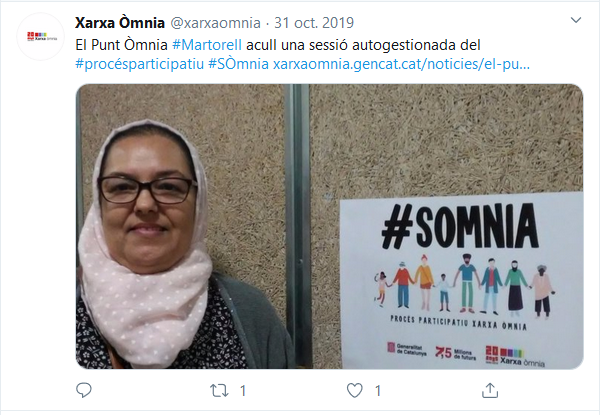 Xarxa Òmnia @xarxaomnia · 31 oct. 2019
El Punt Òmnia #Martorell acull una sessió autogestionada del
#procésparticipatiu #SÒmnia xarxaomnia.gencat.cat/noticies/el-pu...
#SOMNIA
PROCÉS PARTICIPATIU XARXA ÒMNIA
Generalitat
de Catalunya
7,5 Milions
de futurs
20
Xarxa òmnia
1
1